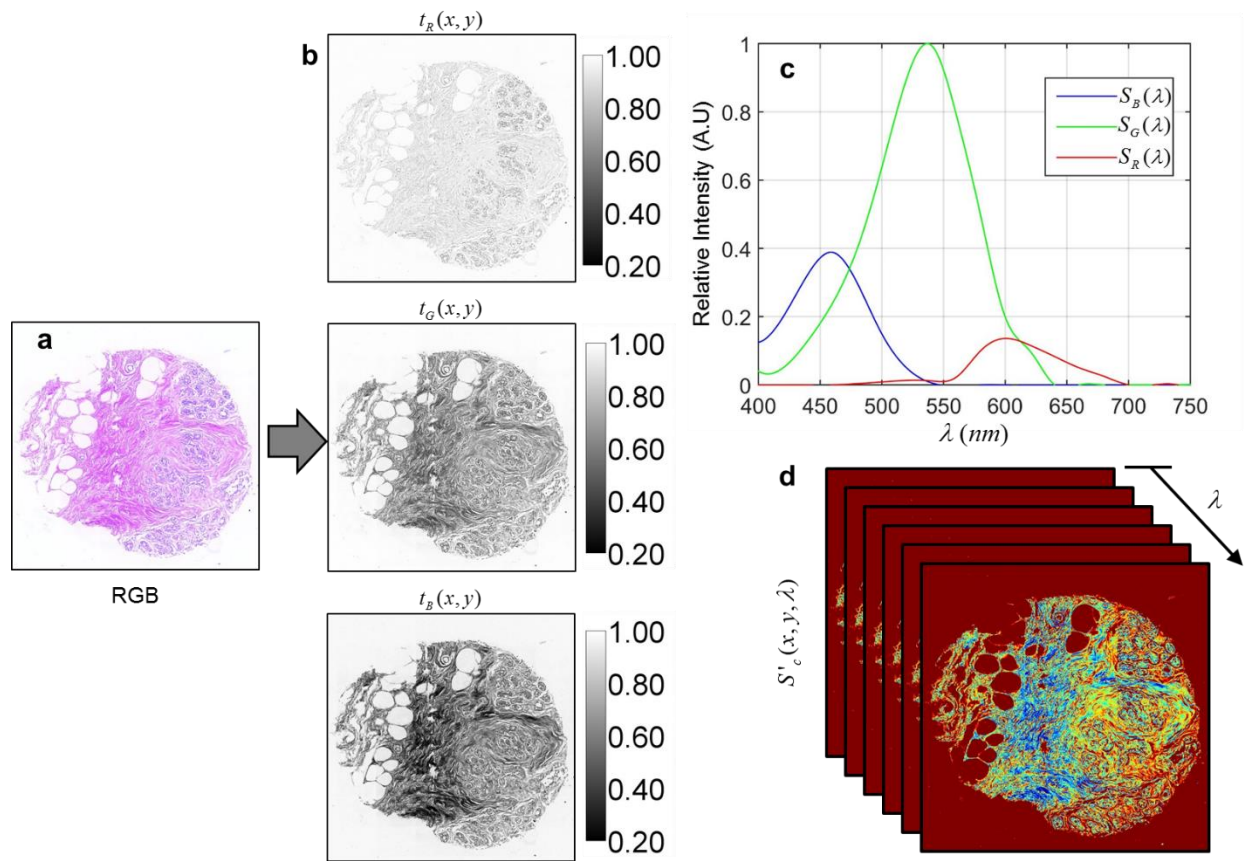 a
RGB
b
t_R(x, y)
1.00
0.80
0.60
0.40
0.20
t_G(x, y)
1.00
0.80
0.60
0.40
0.20
t_B(x, y)
1.00
0.80
0.60
0.40
0.20
c
Relative Intensity (A.U)
1
0.8
0.6
0.4
0.2
0
400 450 500 550 600 650 700 750
λ (nm)
S_B(λ)
S_G(λ)
S_R(λ)
d
λ
S'_c(x, y, λ)